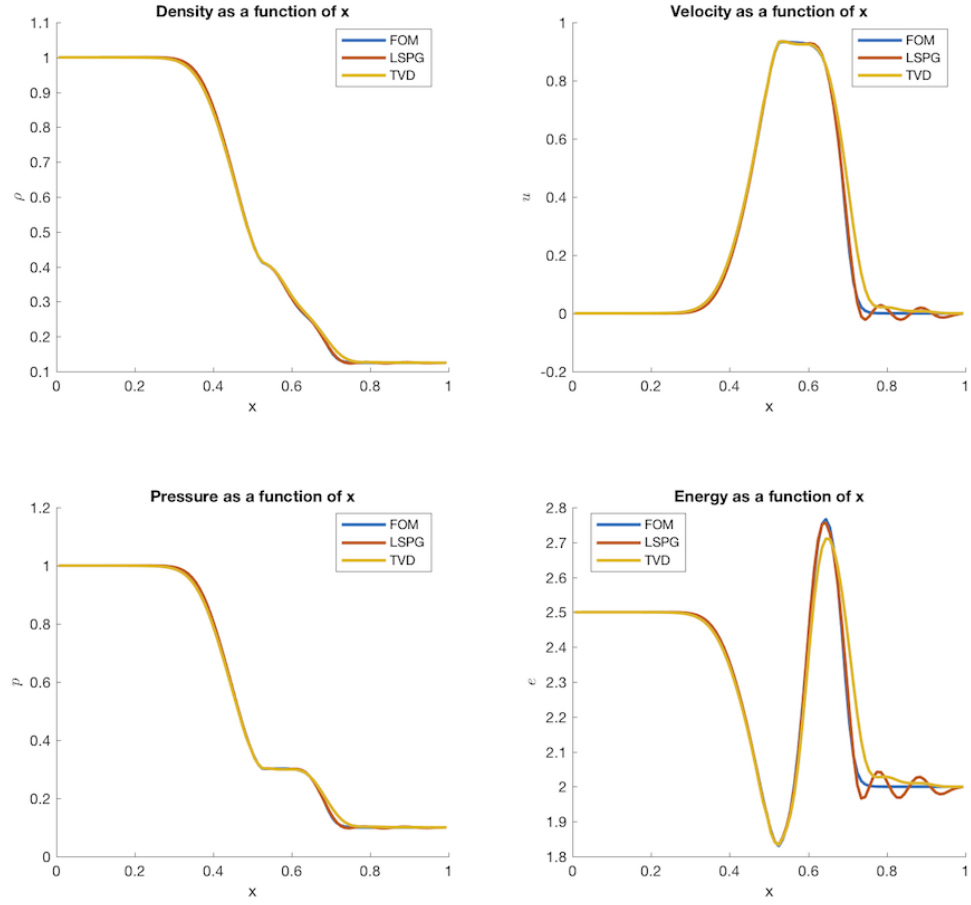 Density as a function of x
1.1
1
0.9
0.8
0.7
0.6
0.5
0.4
0.3
0.2
0.1
ρ
0
0.2
0.4
0.6
0.8
1
x
FOM
LSPG
TVD
Velocity as a function of x
1
0.8
0.6
0.4
0.2
0
-0.2
u
0
0.2
0.4
0.6
0.8
1
x
FOM
LSPG
TVD
Pressure as a function of x
1.2
1
0.8
0.6
0.4
0.2
0
p
0
0.2
0.4
0.6
0.8
1
x
FOM
LSPG
TVD
Energy as a function of x
2.8
2.7
2.6
2.5
2.4
2.3
2.2
2.1
2
1.9
1.8
e
0
0.2
0.4
0.6
0.8
1
x
FOM
LSPG
TVD